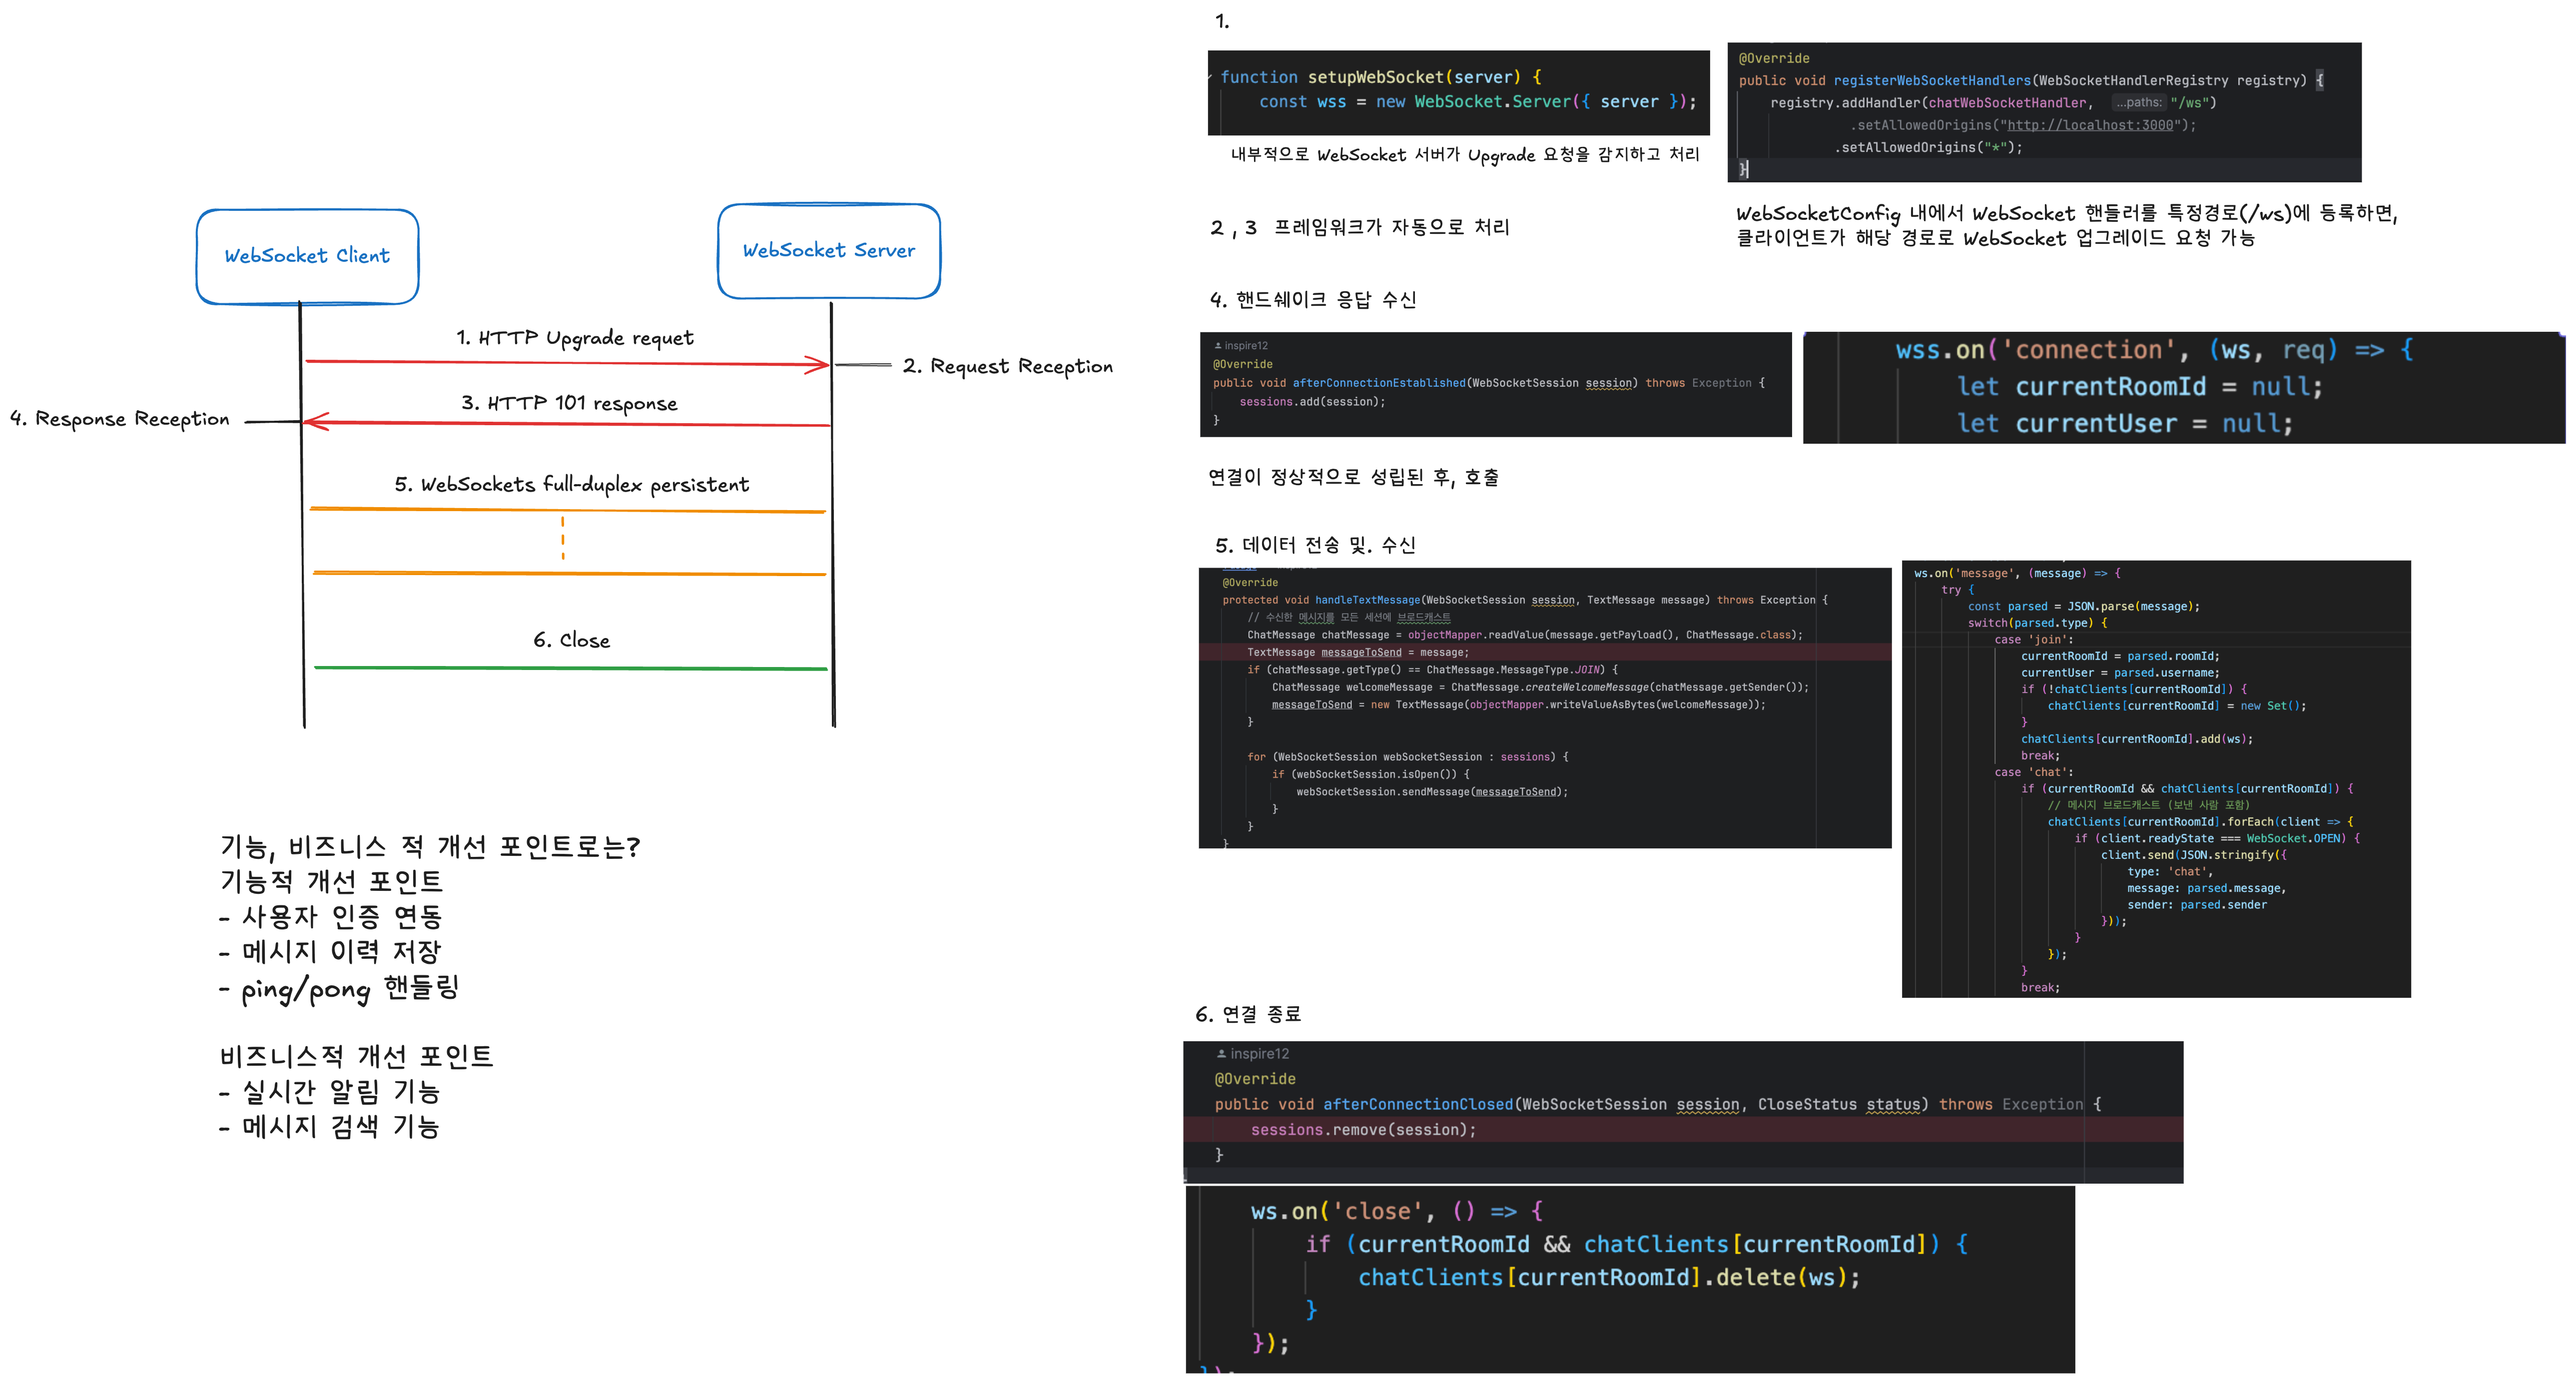 WebSocket Client
WebSocket Server
1. HTTP Upgrade requet
2. Request Reception
3. HTTP 101 response
4. Response Reception
5. WebSockets full-duplex persistent
6. Close
기능, 비즈니스 적 개선 포인트로는?
기능적 개선 포인트
- 사용자 인증 연동
- 메시지 이력 저장
- ping/pong 핸들링
비즈니스적 개선 포인트
- 실시간 알림 기능
- 메시지 검색 기능
1.
function setupWebSocket(server) {
const wss = new WebSocket.Server({ server });
내부적으로 WebSocket 서버가 Upgrade 요청을 감지하고 처리
@Override
public void registerWebSocketHandlers(WebSocketHandlerRegistry registry) {
registry.addHandler(chatWebSocketHandler, ...paths: "/ws")
.setAllowedOrigins("http://localhost:3000");
.setAllowedOrigins("*");
}
WebSocketConfig 내에서 WebSocket 핸들러를 특정경로(/ws)에 등록하면,
클라이언트가 해당 경로로 WebSocket 업그레이드 요청 가능
2 , 3 프레임워크가 자동으로 처리
4. 핸드쉐이크 응답 수신
inspire12
@Override
public void afterConnectionEstablished(WebSocketSession session) throws Exception {
sessions.add(session);
}
wss.on('connection', (ws, req) => {
let currentRoomId = null;
let currentUser = null;
연결이 정상적으로 성립된 후, 호출
5. 데이터 전송 및. 수신
@Override
protected void handleTextMessage(WebSocketSession session, TextMessage message) throws Exception {
// 수신한 메시지를 모든 세션에 브로드캐스트
ChatMessage chatMessage = objectMapper.readValue(message.getPayload(), ChatMessage.class);
TextMessage messageToSend = message;
if (chatMessage.getType() == ChatMessage.MessageType.JOIN) {
ChatMessage welcomeMessage = ChatMessage.createWelcomeMessage(chatMessage.getSender());
messageToSend = new TextMessage(objectMapper.writeValueAsBytes(welcomeMessage));
}
for (WebSocketSession webSocketSession : sessions) {
if (webSocketSession.isOpen()) {
webSocketSession.sendMessage(messageToSend);
}
}
}
ws.on('message', (message) => {
try {
const parsed = JSON.parse(message);
switch(parsed.type) {
case 'join':
currentRoomId = parsed.roomId;
currentUser = parsed.username;
if (!chatClients[currentRoomId]) {
chatClients[currentRoomId] = new Set();
}
chatClients[currentRoomId].add(ws);
break;
case 'chat':
if (currentRoomId && chatClients[currentRoomId]) {
// 메시지 브로드캐스트 (보낸 사람 포함)
chatClients[currentRoomId].forEach(client => {
if (client.readyState === WebSocket.OPEN) {
client.send(JSON.stringify({
type: 'chat',
message: parsed.message,
sender: parsed.sender
}));
}
});
}
break;
6. 연결 종료
inspire12
@Override
public void afterConnectionClosed(WebSocketSession session, CloseStatus status) throws Exception {
sessions.remove(session);
}
ws.on('close', () => {
if (currentRoomId && chatClients[currentRoomId]) {
chatClients[currentRoomId].delete(ws);
}
});